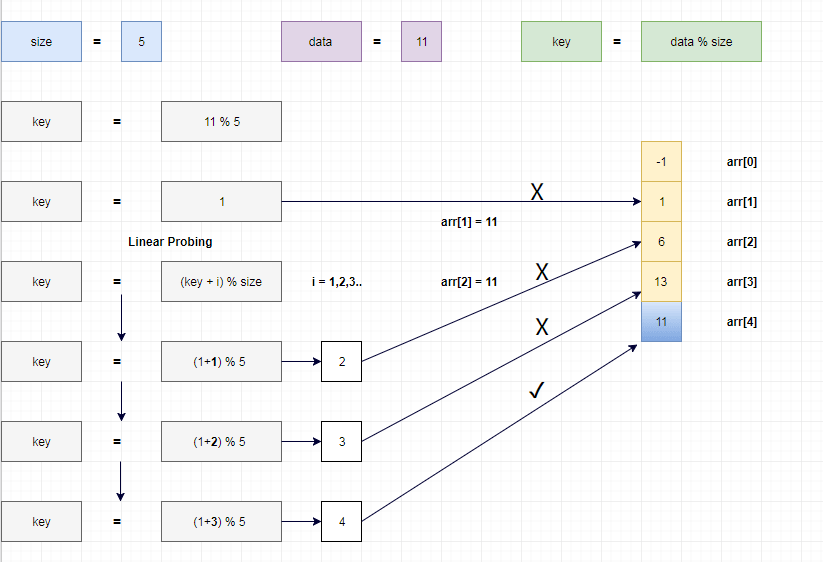 size = 5 data = 11 key = data % size
key = 11 % 5
-1 arr[0]
key = 1 X 1 arr[1]
arr[1] = 11
Linear Probing 6 arr[2]
key = (key + i) % size i = 1,2,3.. arr[2] = 11 X 13 arr[3]
X 11 arr[4]
key = (1+1) % 5 2
✓
key = (1+2) % 5 3
key = (1+3) % 5 4